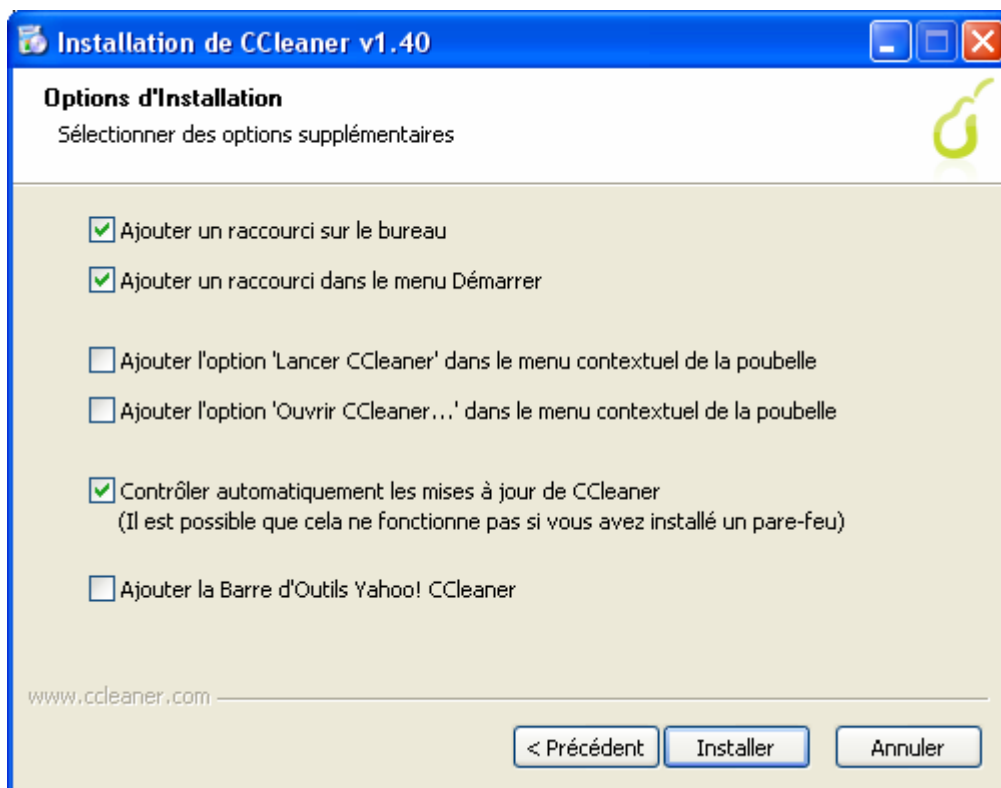 Installation de CCleaner v1.40
Options d'Installation
Sélectionner des options supplémentaires
Ajouter un raccourci sur le bureau
Ajouter un raccourci dans le menu Démarrer
Ajouter l'option 'Lancer CCleaner' dans le menu contextuel de la poubelle
Ajouter l'option 'Ouvrir CCleaner...' dans le menu contextuel de la poubelle
Contrôler automatiquement les mises à jour de CCleaner
(Il est possible que cela ne fonctionne pas si vous avez installé un pare-feu)
Ajouter la Barre d'Outils Yahoo! CCleaner
www.ccleaner.com
< Précédent Installer Annuler